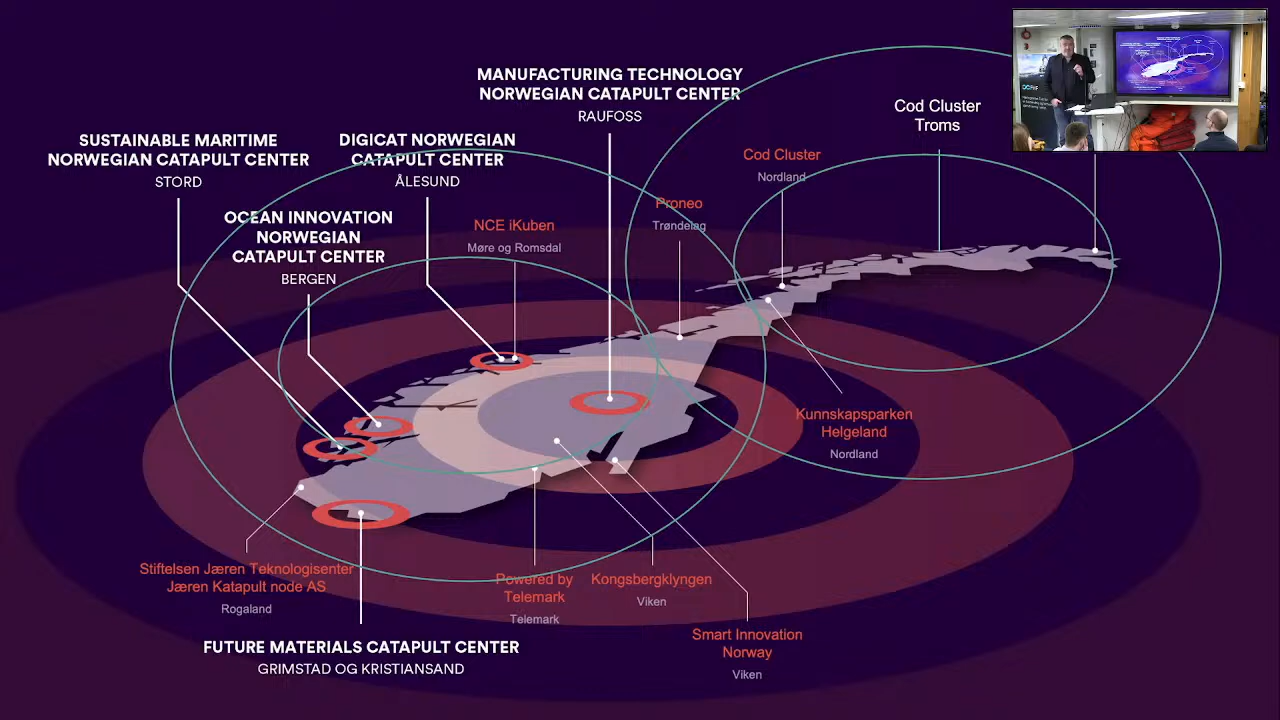 MANUFACTURING TECHNOLOGY
NORWEGIAN CATAPULT CENTER
RAUFOSS
SUSTAINABLE MARITIME
NORWEGIAN CATAPULT CENTER
STORD
DIGICAT NORWEGIAN
CATAPULT CENTER
ÅLESUND
OCEAN INNOVATION
NORWEGIAN
CATAPULT CENTER
BERGEN
NCE iKuben
Møre og Romsdal
Proneo
Trøndelag
Cod Cluster
Nordland
Cod Cluster
Troms
Kunnskapsparken
Helgeland
Nordland
Stiftelsen Jæren Teknologisenter
Jæren Katapult node AS
Rogaland
Powered by
Telemark
Telemark
Kongsbergklyngen
Viken
Smart Innovation
Norway
Viken
FUTURE MATERIALS CATAPULT CENTER
GRIMSTAD OG KRISTIANSAND